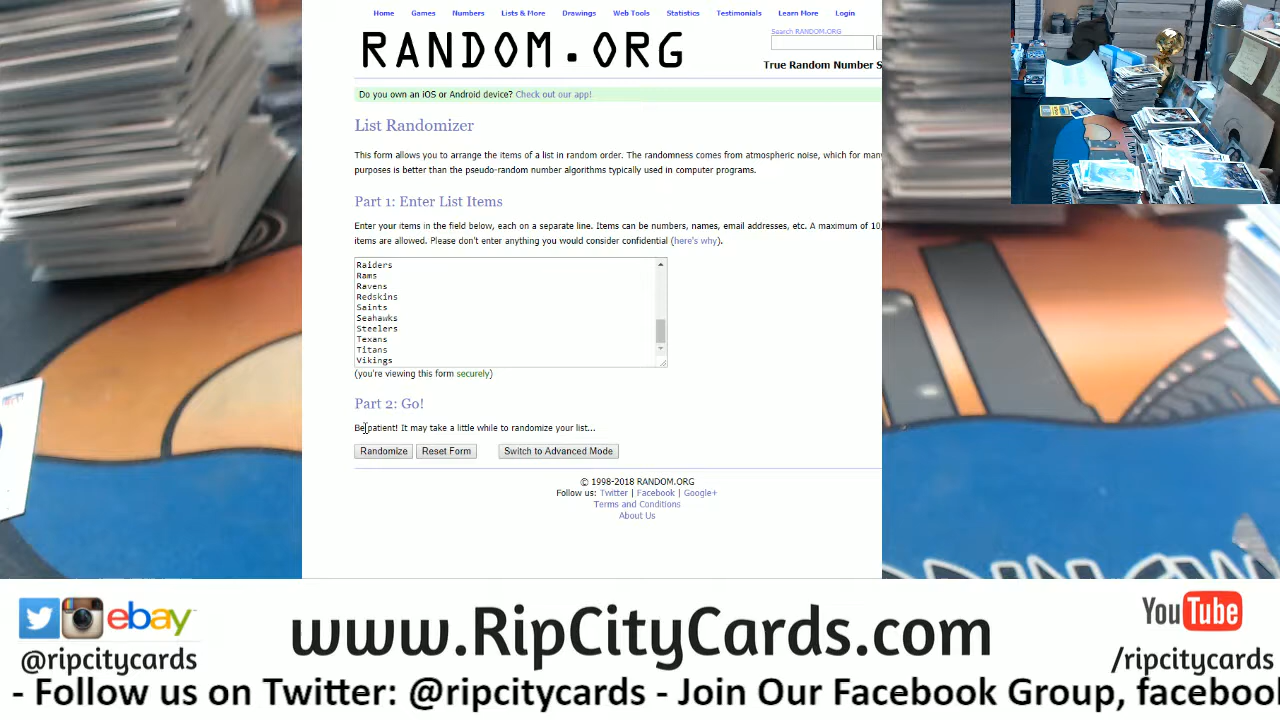 Home Games Numbers Lists & More Drawings Web Tools Statistics Testimonials Learn More Login
RANDOM.ORG
Search RANDOM.ORG
True Random Number S
Do you own an iOS or Android device? Check out our app!
List Randomizer
This form allows you to arrange the items of a list in random order. The randomness comes from atmospheric noise, which for many
purposes is better than the pseudo-random number algorithms typically used in computer programs.
Part 1: Enter List Items
Enter your items in the field below, each on a separate line. Items can be numbers, names, email addresses, etc. A maximum of 10,
items are allowed. Please don't enter anything you would consider confidential (here's why).
Raiders
Rams
Ravens
Redskins
Saints
Seahawks
Steelers
Texans
Titans
Vikings
(you're viewing this form securely)
Part 2: Go!
Be patient! It may take a little while to randomize your list...
Randomize Reset Form Switch to Advanced Mode
© 1998-2018 RANDOM.ORG
Follow us: Twitter | Facebook | Google+
Terms and Conditions
About Us
ebay
@ripcitycards
www.RipCityCards.com
YouTube
/ripcitycards
- Follow us on Twitter: @ripcitycards - Join Our Facebook Group, facebool